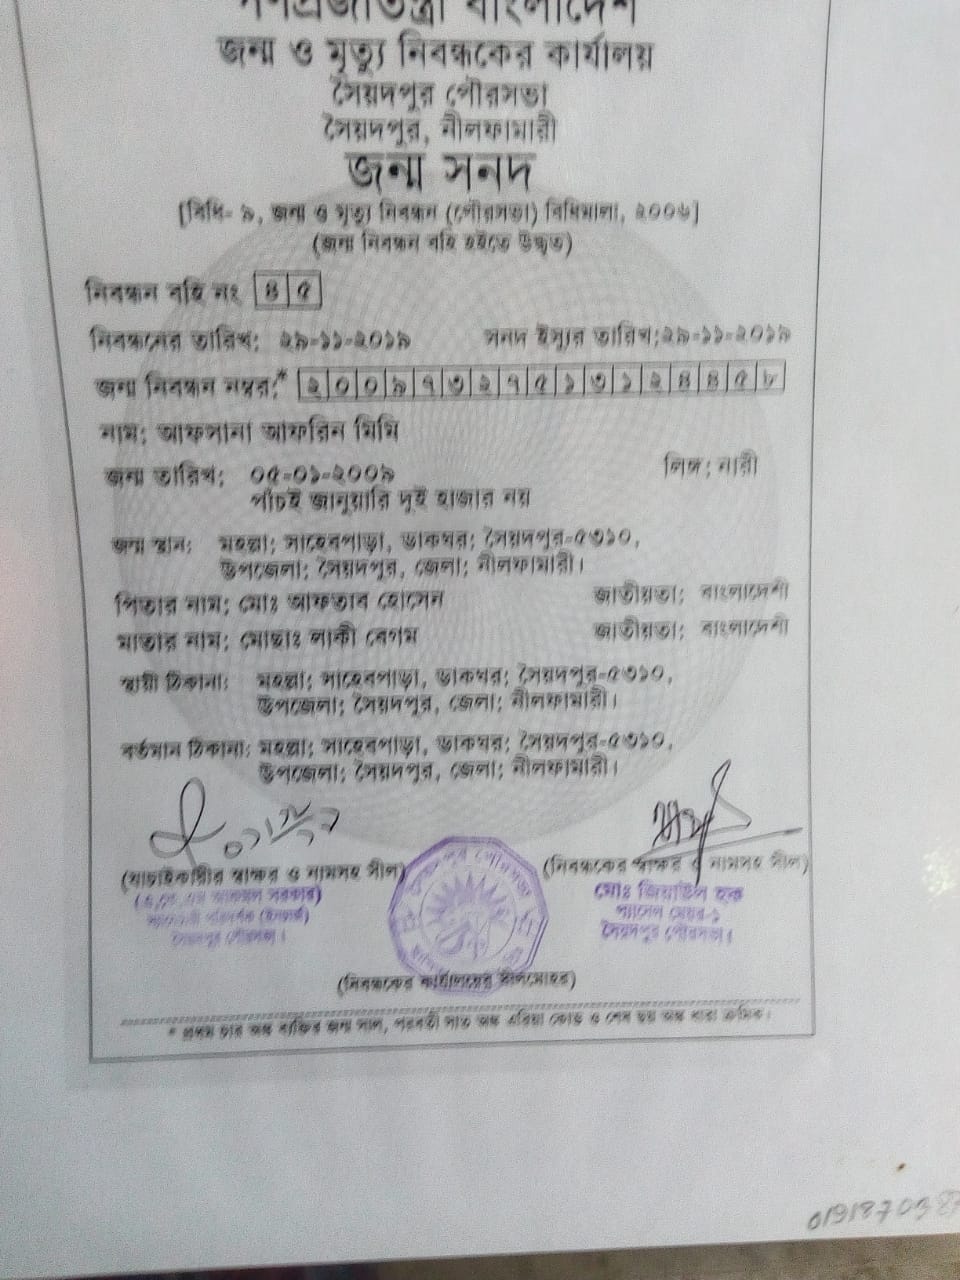 গণপ্রজাতন্ত্রী বাংলাদেশ
জন্ম ও মৃত্যু নিবন্ধকের কার্যালয়
সৈয়দপুর পৌরসভা
সৈয়দপুর, নীলফামারী
জন্ম সনদ
[বিধি- ৯, জন্ম ও মৃত্যু নিবন্ধন (পৌরসভা) বিধিমালা, ২০০৬]
(জন্ম নিবন্ধন বহি হইতে উদ্ধৃত)
নিবন্ধন বহি নং ৪৫
নিবন্ধনের তারিখ: ২৯-১১-২০১৯ সনদ ইস্যুর তারিখ:২৯-১১-২০১৯
জন্ম নিবন্ধন নম্বর:* ২০০৯৭৩২৭৫১৩১২৪৪৫৮
নাম: আফসানা আফরিন মিমি
জন্ম তারিখ: ০৫-০১-২০০৯ লিঙ্গ: নারী
পাঁচই জানুয়ারি দুই হাজার নয়
জন্ম স্থান: মহল্লা: সাহেবপাড়া, ডাকঘর: সৈয়দপুর-৫৩১০,
উপজেলা: সৈয়দপুর, জেলা: নীলফামারী।
পিতার নাম: মোঃ আফতাব হোসেন জাতীয়তা: বাংলাদেশী
মাতার নাম: মোছাঃ লাকী বেগম জাতীয়তা: বাংলাদেশী
স্থায়ী ঠিকানা: মহল্লা: সাহেবপাড়া, ডাকঘর: সৈয়দপুর-৫৩১০,
উপজেলা: সৈয়দপুর, জেলা: নীলফামারী।
বর্তমান ঠিকানা: মহল্লা: সাহেবপাড়া, ডাকঘর: সৈয়দপুর-৫৩১০,
উপজেলা: সৈয়দপুর, জেলা: নীলফামারী।
(যাচাইকারীর স্বাক্ষর ও নামসহ সীল) (নিবন্ধকের স্বাক্ষর ও নামসহ সীল)
মোঃ জিয়াউল হক
প্যানেল মেয়র-১
সৈয়দপুর পৌরসভা।
সৈয়দপুর পৌরসভা।
(নিবন্ধকের কার্যালয়ের সীলমোহর)
* প্রথম চার অঙ্ক ব্যক্তির জন্ম সাল, পরবর্তী সাত অঙ্ক এরিয়া কোড ও শেষ ছয় অঙ্ক ধারা ক্রমিক।